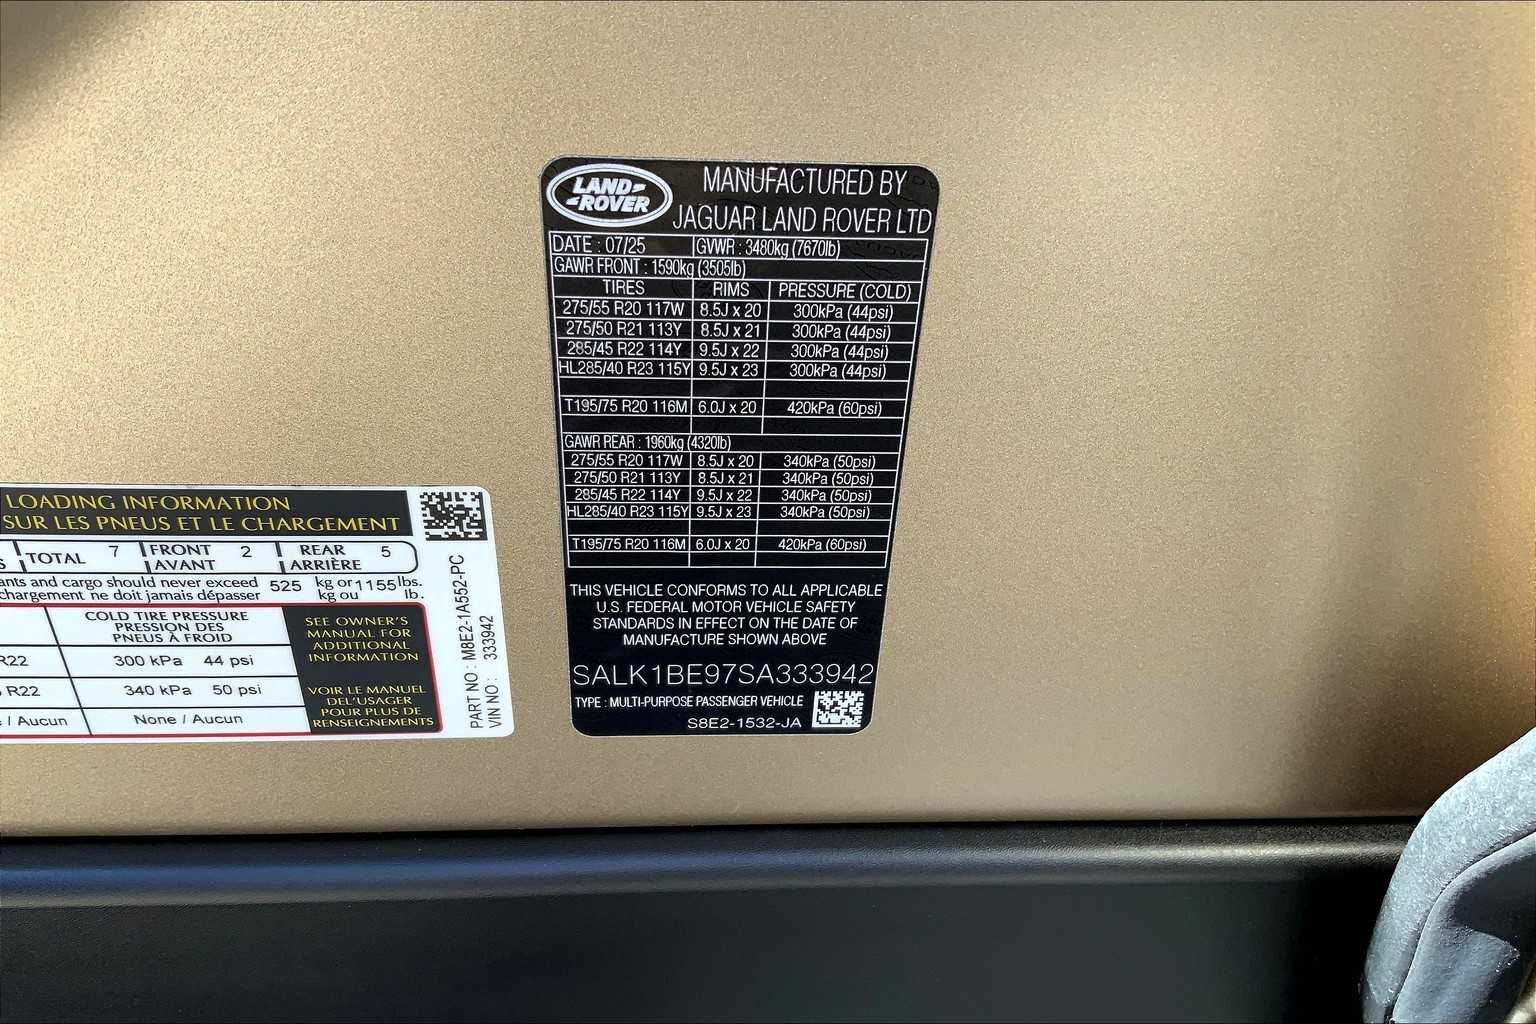 LAND-
-ROVER
MANUFACTURED BY
JAGUAR LAND ROVER LTD
DATE : 07/25 GVWR : 3480kg (7670lb)
GAWR FRONT : 1590kg (3505lb)
TIRES RIMS PRESSURE (COLD)
275/55 R20 117W 8.5J x 20 300kPa (44psi)
275/50 R21 113Y 8.5J x 21 300kPa (44psi)
285/45 R22 114Y 9.5J x 22 300kPa (44psi)
HL285/40 R23 115Y 9.5J x 23 300kPa (44psi)
T195/75 R20 116M 6.0J x 20 420kPa (60psi)
GAWR REAR : 1960kg (4320lb)
275/55 R20 117W 8.5J x 20 340kPa (50psi)
275/50 R21 113Y 8.5J x 21 340kPa (50psi)
285/45 R22 114Y 9.5J x 22 340kPa (50psi)
HL285/40 R23 115Y 9.5J x 23 340kPa (50psi)
T195/75 R20 116M 6.0J x 20 420kPa (60psi)
THIS VEHICLE CONFORMS TO ALL APPLICABLE
U.S. FEDERAL MOTOR VEHICLE SAFETY
STANDARDS IN EFFECT ON THE DATE OF
MANUFACTURE SHOWN ABOVE
SALK1BE97SA333942
TYPE : MULTI-PURPOSE PASSENGER VEHICLE
S8E2-1532-JA
LOADING INFORMATION
SUR LES PNEUS ET LE CHARGEMENT
TOTAL 7 FRONT 2 REAR 5
AVANT ARRIÈRE
and cargo should never exceed 525 kg or 1155 lbs.
chargement ne doit jamais dépasser kg ou lb.
COLD TIRE PRESSURE
PRESSION DES
PNEUS À FROID
R22 300 kPa 44 psi
R22 340 kPa 50 psi
/ Aucun None / Aucun
SEE OWNER'S
MANUAL FOR
ADDITIONAL
INFORMATION
VOIR LE MANUEL
DEL'USAGER
POUR PLUS DE
RENSEIGNEMENTS
PART NO : M8E2-1A552-PC
VIN NO : 333942